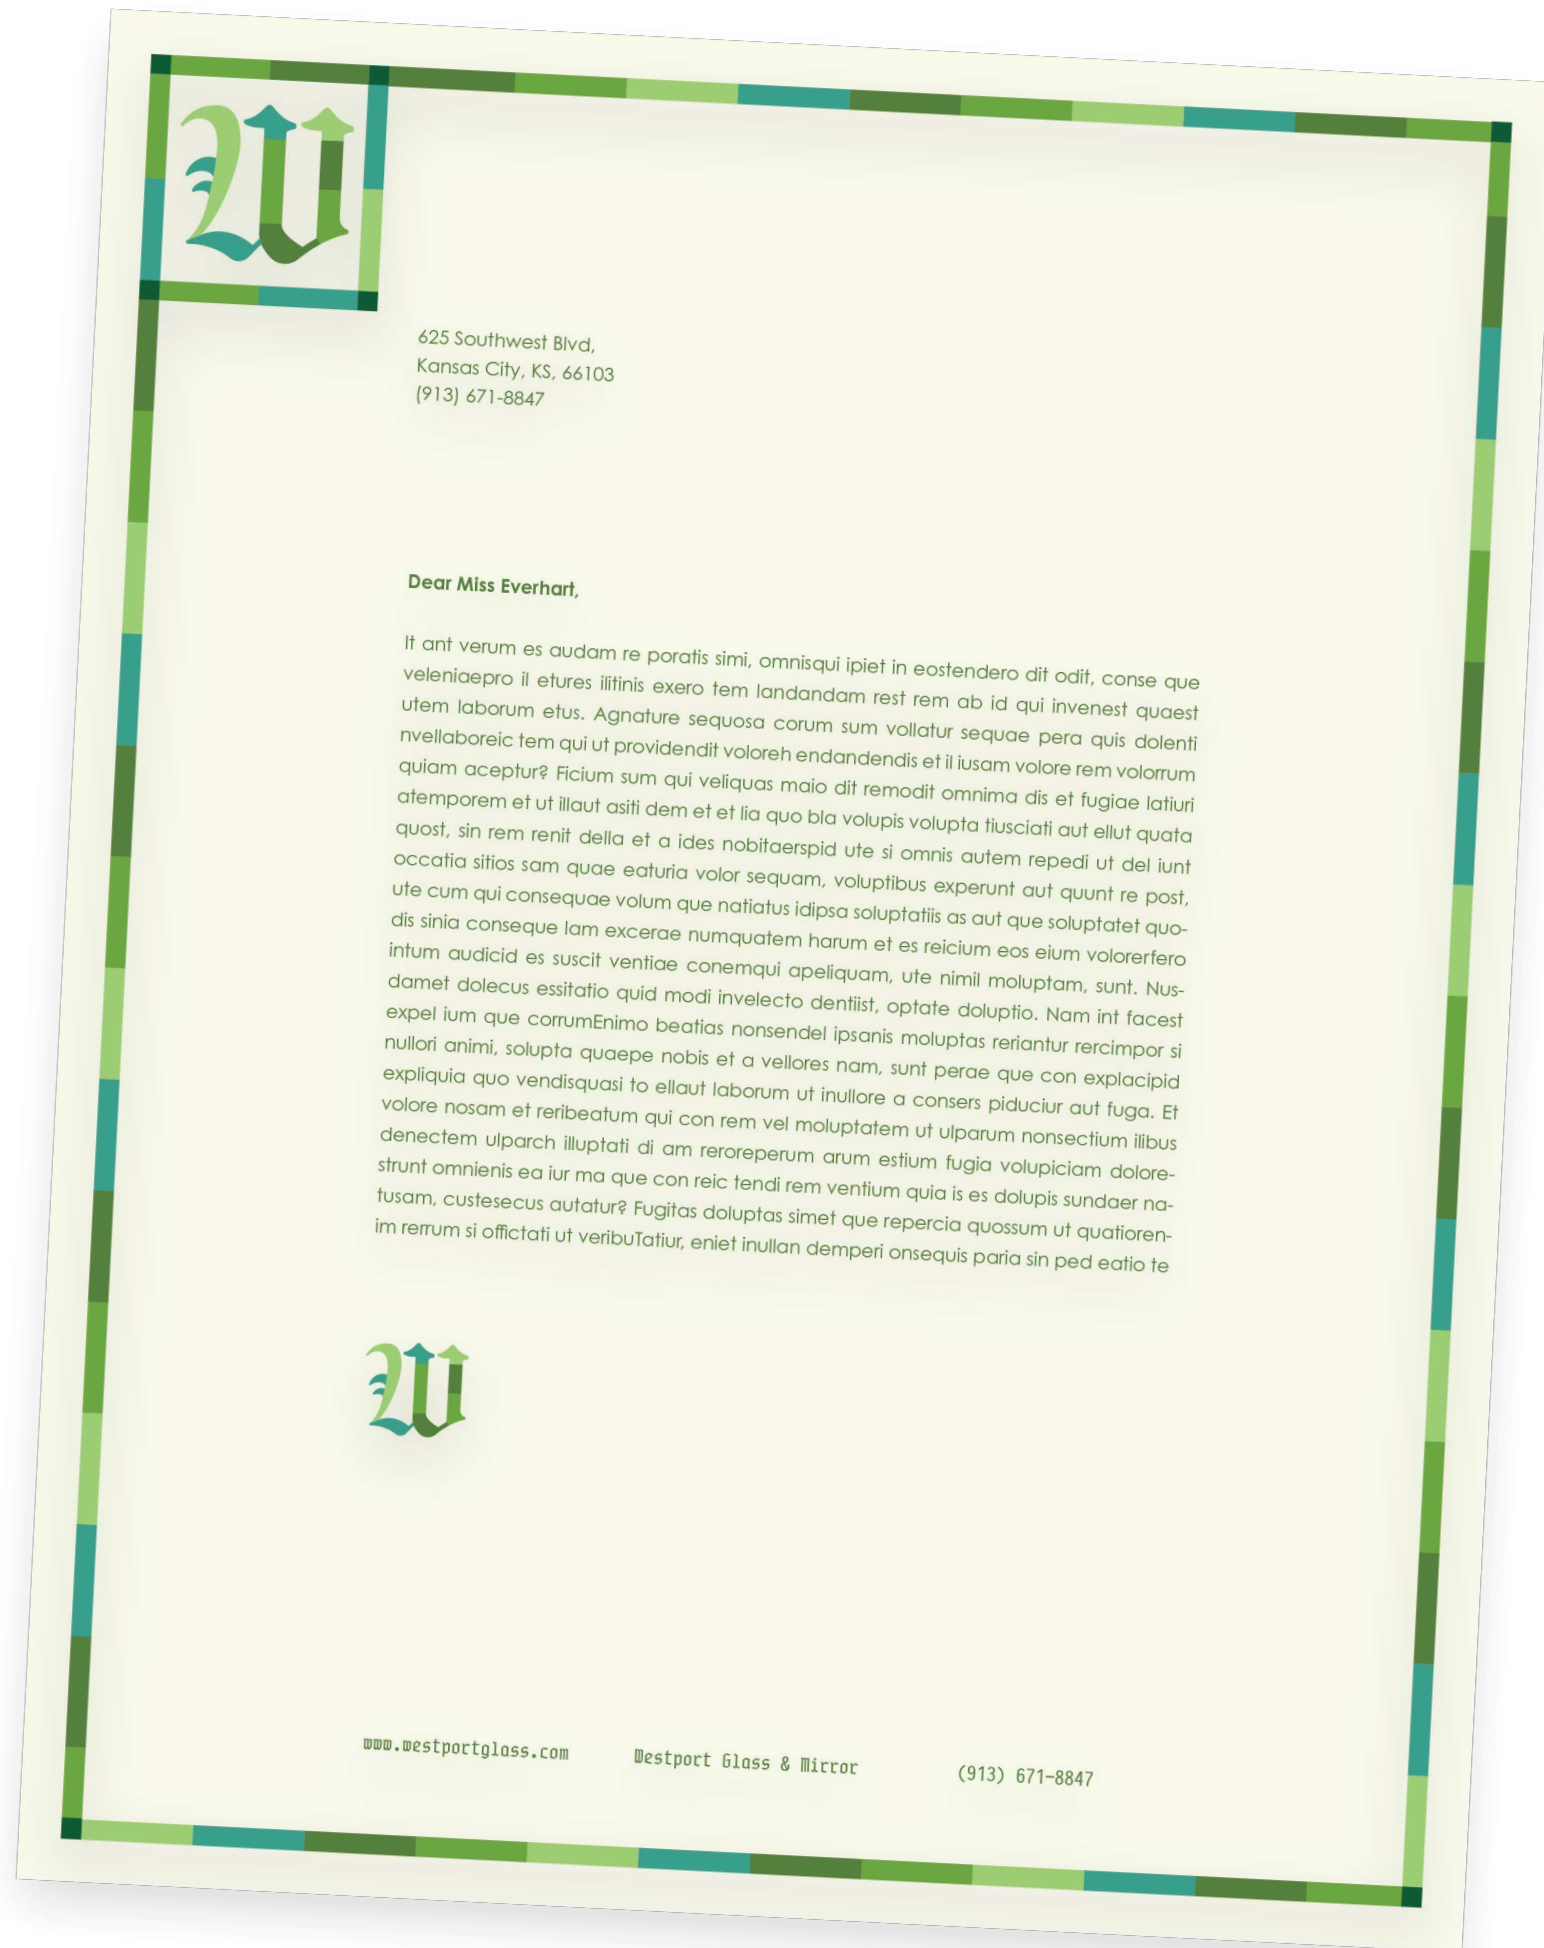 W
625 Southwest Blvd,
Kansas City, KS, 66103
(913) 671-8847
Dear Miss Everhart,
It ant verum es audam re poratis simi, omnisqui ipiet in eostendero dit odit, conse que
veleniaepro il etures ilitinis exero tem landandam rest rem ab id qui invenest quaest
utem laborum etus. Agnature sequosa corum sum vollatur sequae pera quis dolenti
nvellaboreic tem qui ut providendit voloreh endandendis et il iusam volore rem volorrum
quiam aceptur? Ficium sum qui veliquas maio dit remodit omnima dis et fugiae latiuri
atemporem et ut illaut asiti dem et et lia quo bla volupis volupta tiusciati aut ellut quata
quost, sin rem renit della et a ides nobitaerspid ute si omnis autem repedi ut del iunt
occatia sitios sam quae eaturia volor sequam, voluptibus experunt aut quunt re post,
ute cum qui consequae volum que natiatus idipsa soluptatiis as aut que soluptatet quo-
dis sinia conseque lam excerae numquatem harum et es reicium eos eium volorerfero
intum audicid es suscit ventiae conemqui apeliquam, ute nimil moluptam, sunt. Nus-
damet dolecus essitatio quid modi invelecto dentiist, optate doluptio. Nam int facest
expel ium que corrumEnimo beatias nonsendel ipsanis moluptas reriantur rercimpor si
nullori animi, solupta quaepe nobis et a vellores nam, sunt perae que con explacipid
expliquia quo vendisquasi to ellaut laborum ut inullore a consers piduciur aut fuga. Et
volore nosam et reribeatum qui con rem vel moluptatem ut ulparum nonsectium ilibus
denectem ulparch illuptati di am reroreperum arum estium fugia volupiciam dolore-
strunt omnienis ea iur ma que con reic tendi rem ventium quia is es dolupis sundaer na-
tusam, custesecus autatur? Fugitas doluptas simet que repercia quossum ut quatioren-
im rerrum si offictati ut veribuTatiur, eniet inullan demperi onsequis paria sin ped eatio te
W
www.westportglass.com Westport Glass & Mirror (913) 671-8847